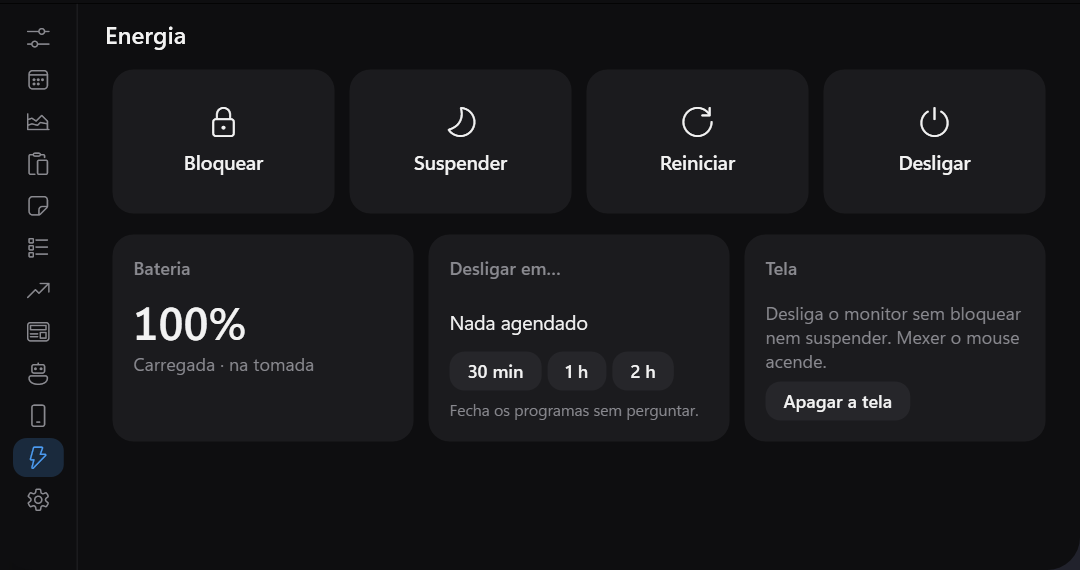 Energia
Bloquear
Suspender
Reiniciar
Desligar
Bateria
100%
Carregada · na tomada
Desligar em...
Nada agendado
30 min
1 h
2 h
Fecha os programas sem perguntar.
Tela
Desliga o monitor sem bloquear
nem suspender. Mexer o mouse
acende.
Apagar a tela